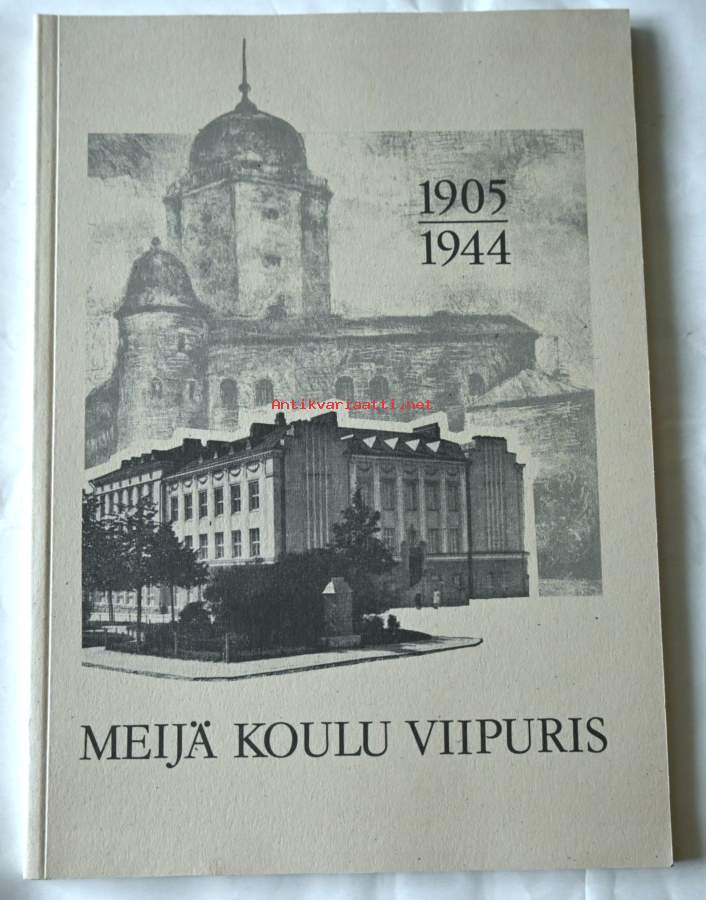 1905
1944
Antikvariaatti.net
MEIJÄ KOULU VIIPURIS